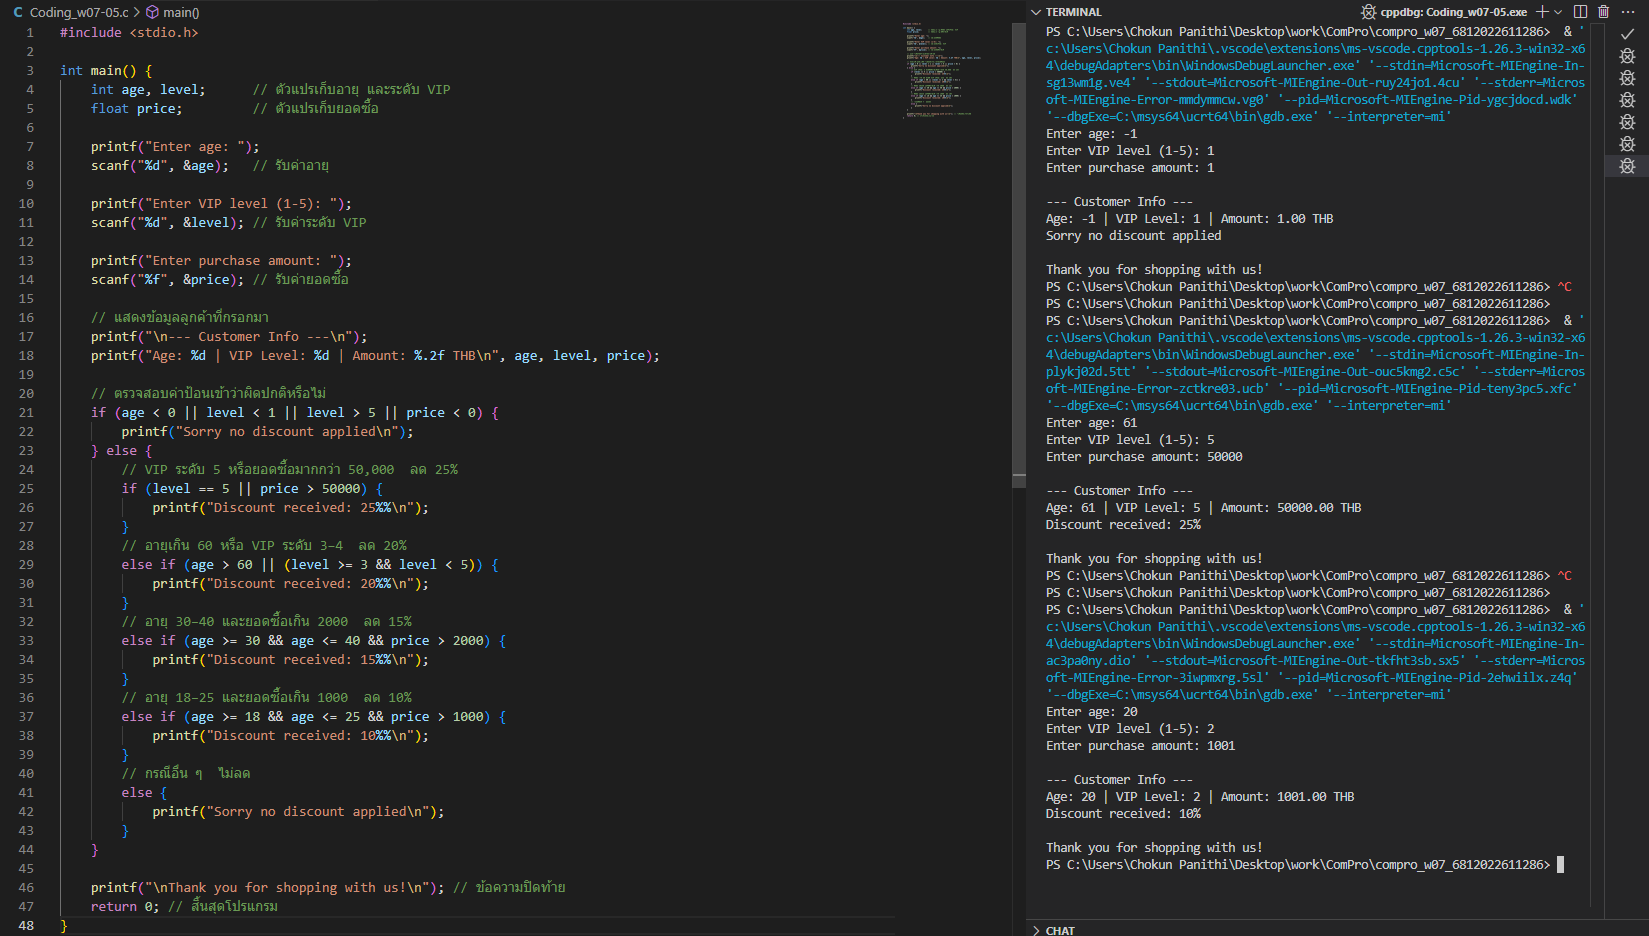 Coding_w07-05.c > main()
1 #include <stdio.h>
2
3 int main() {
4 int age, level; // ตัวแปรเก็บอายุ และระดับ VIP
5 float price; // ตัวแปรเก็บยอดซื้อ
6
7 printf("Enter age: ");
8 scanf("%d", &age); // รับค่าอายุ
9
10 printf("Enter VIP level (1-5): ");
11 scanf("%d", &level); // รับค่าระดับ VIP
12
13 printf("Enter purchase amount: ");
14 scanf("%f", &price); // รับค่ายอดซื้อ
15
16 // แสดงข้อมูลลูกค้าที่กรอกมา
17 printf("\n--- Customer Info ---\n");
18 printf("Age: %d | VIP Level: %d | Amount: %.2f THB\n", age, level, price);
19
20 // ตรวจสอบค่าป้อนเข้าว่าผิดปกติหรือไม่
21 if (age < 0 || level < 1 || level > 5 || price < 0) {
22 printf("Sorry no discount applied\n");
23 } else {
24 // VIP ระดับ 5 หรือยอดซื้อมากกว่า 50,000 ลด 25%
25 if (level == 5 || price > 50000) {
26 printf("Discount received: 25%%\n");
27 }
28 // อายุเกิน 60 หรือ VIP ระดับ 3-4 ลด 20%
29 else if (age > 60 || (level >= 3 && level < 5)) {
30 printf("Discount received: 20%%\n");
31 }
32 // อายุ 30-40 และยอดซื้อเกิน 2000 ลด 15%
33 else if (age >= 30 && age <= 40 && price > 2000) {
34 printf("Discount received: 15%%\n");
35 }
36 // อายุ 18-25 และยอดซื้อเกิน 1000 ลด 10%
37 else if (age >= 18 && age <= 25 && price > 1000) {
38 printf("Discount received: 10%%\n");
39 }
40 // กรณีอื่น ๆ ไม่ลด
41 else {
42 printf("Sorry no discount applied\n");
43 }
44 }
45
46 printf("\nThank you for shopping with us!\n"); // ข้อความปิดท้าย
47 return 0; // สิ้นสุดโปรแกรม
48 }
TERMINAL
cppdbg: Coding_w07-05.exe
PS C:\Users\Chokun Panithi\Desktop\work\ComPro\compro_w07_6812022611286> & '
c:\Users\Chokun Panithi\.vscode\extensions\ms-vscode.cpptools-1.26.3-win32-x6
4\debugAdapters\bin\WindowsDebugLauncher.exe' '--stdin=Microsoft-MIEngine-In-
sg13wm1g.ve4' '--stdout=Microsoft-MIEngine-Out-ruy24jo1.4cu' '--stderr=Micros
oft-MIEngine-Error-mmdymmcw.vg0' '--pid=Microsoft-MIEngine-Pid-ygcjdocd.wdk'
'--dbgExe=C:\msys64\ucrt64\bin\gdb.exe' '--interpreter=mi'
Enter age: -1
Enter VIP level (1-5): 1
Enter purchase amount: 1

--- Customer Info ---
Age: -1 | VIP Level: 1 | Amount: 1.00 THB
Sorry no discount applied

Thank you for shopping with us!
PS C:\Users\Chokun Panithi\Desktop\work\ComPro\compro_w07_6812022611286> ^C
PS C:\Users\Chokun Panithi\Desktop\work\ComPro\compro_w07_6812022611286>
PS C:\Users\Chokun Panithi\Desktop\work\ComPro\compro_w07_6812022611286> & '
c:\Users\Chokun Panithi\.vscode\extensions\ms-vscode.cpptools-1.26.3-win32-x6
4\debugAdapters\bin\WindowsDebugLauncher.exe' '--stdin=Microsoft-MIEngine-In-
plykj02d.5tt' '--stdout=Microsoft-MIEngine-Out-ouc5kmg2.c5c' '--stderr=Micros
oft-MIEngine-Error-zctkre03.ucb' '--pid=Microsoft-MIEngine-Pid-teny3pc5.xfc'
'--dbgExe=C:\msys64\ucrt64\bin\gdb.exe' '--interpreter=mi'
Enter age: 61
Enter VIP level (1-5): 5
Enter purchase amount: 50000

--- Customer Info ---
Age: 61 | VIP Level: 5 | Amount: 50000.00 THB
Discount received: 25%

Thank you for shopping with us!
PS C:\Users\Chokun Panithi\Desktop\work\ComPro\compro_w07_6812022611286> ^C
PS C:\Users\Chokun Panithi\Desktop\work\ComPro\compro_w07_6812022611286>
PS C:\Users\Chokun Panithi\Desktop\work\ComPro\compro_w07_6812022611286> & '
c:\Users\Chokun Panithi\.vscode\extensions\ms-vscode.cpptools-1.26.3-win32-x6
4\debugAdapters\bin\WindowsDebugLauncher.exe' '--stdin=Microsoft-MIEngine-In-
ac3pa0ny.dio' '--stdout=Microsoft-MIEngine-Out-tkfht3sb.sx5' '--stderr=Micros
oft-MIEngine-Error-3iwpmxrg.5sl' '--pid=Microsoft-MIEngine-Pid-2ehwiilx.z4q'
'--dbgExe=C:\msys64\ucrt64\bin\gdb.exe' '--interpreter=mi'
Enter age: 20
Enter VIP level (1-5): 2
Enter purchase amount: 1001

--- Customer Info ---
Age: 20 | VIP Level: 2 | Amount: 1001.00 THB
Discount received: 10%

Thank you for shopping with us!
PS C:\Users\Chokun Panithi\Desktop\work\ComPro\compro_w07_6812022611286>
CHAT